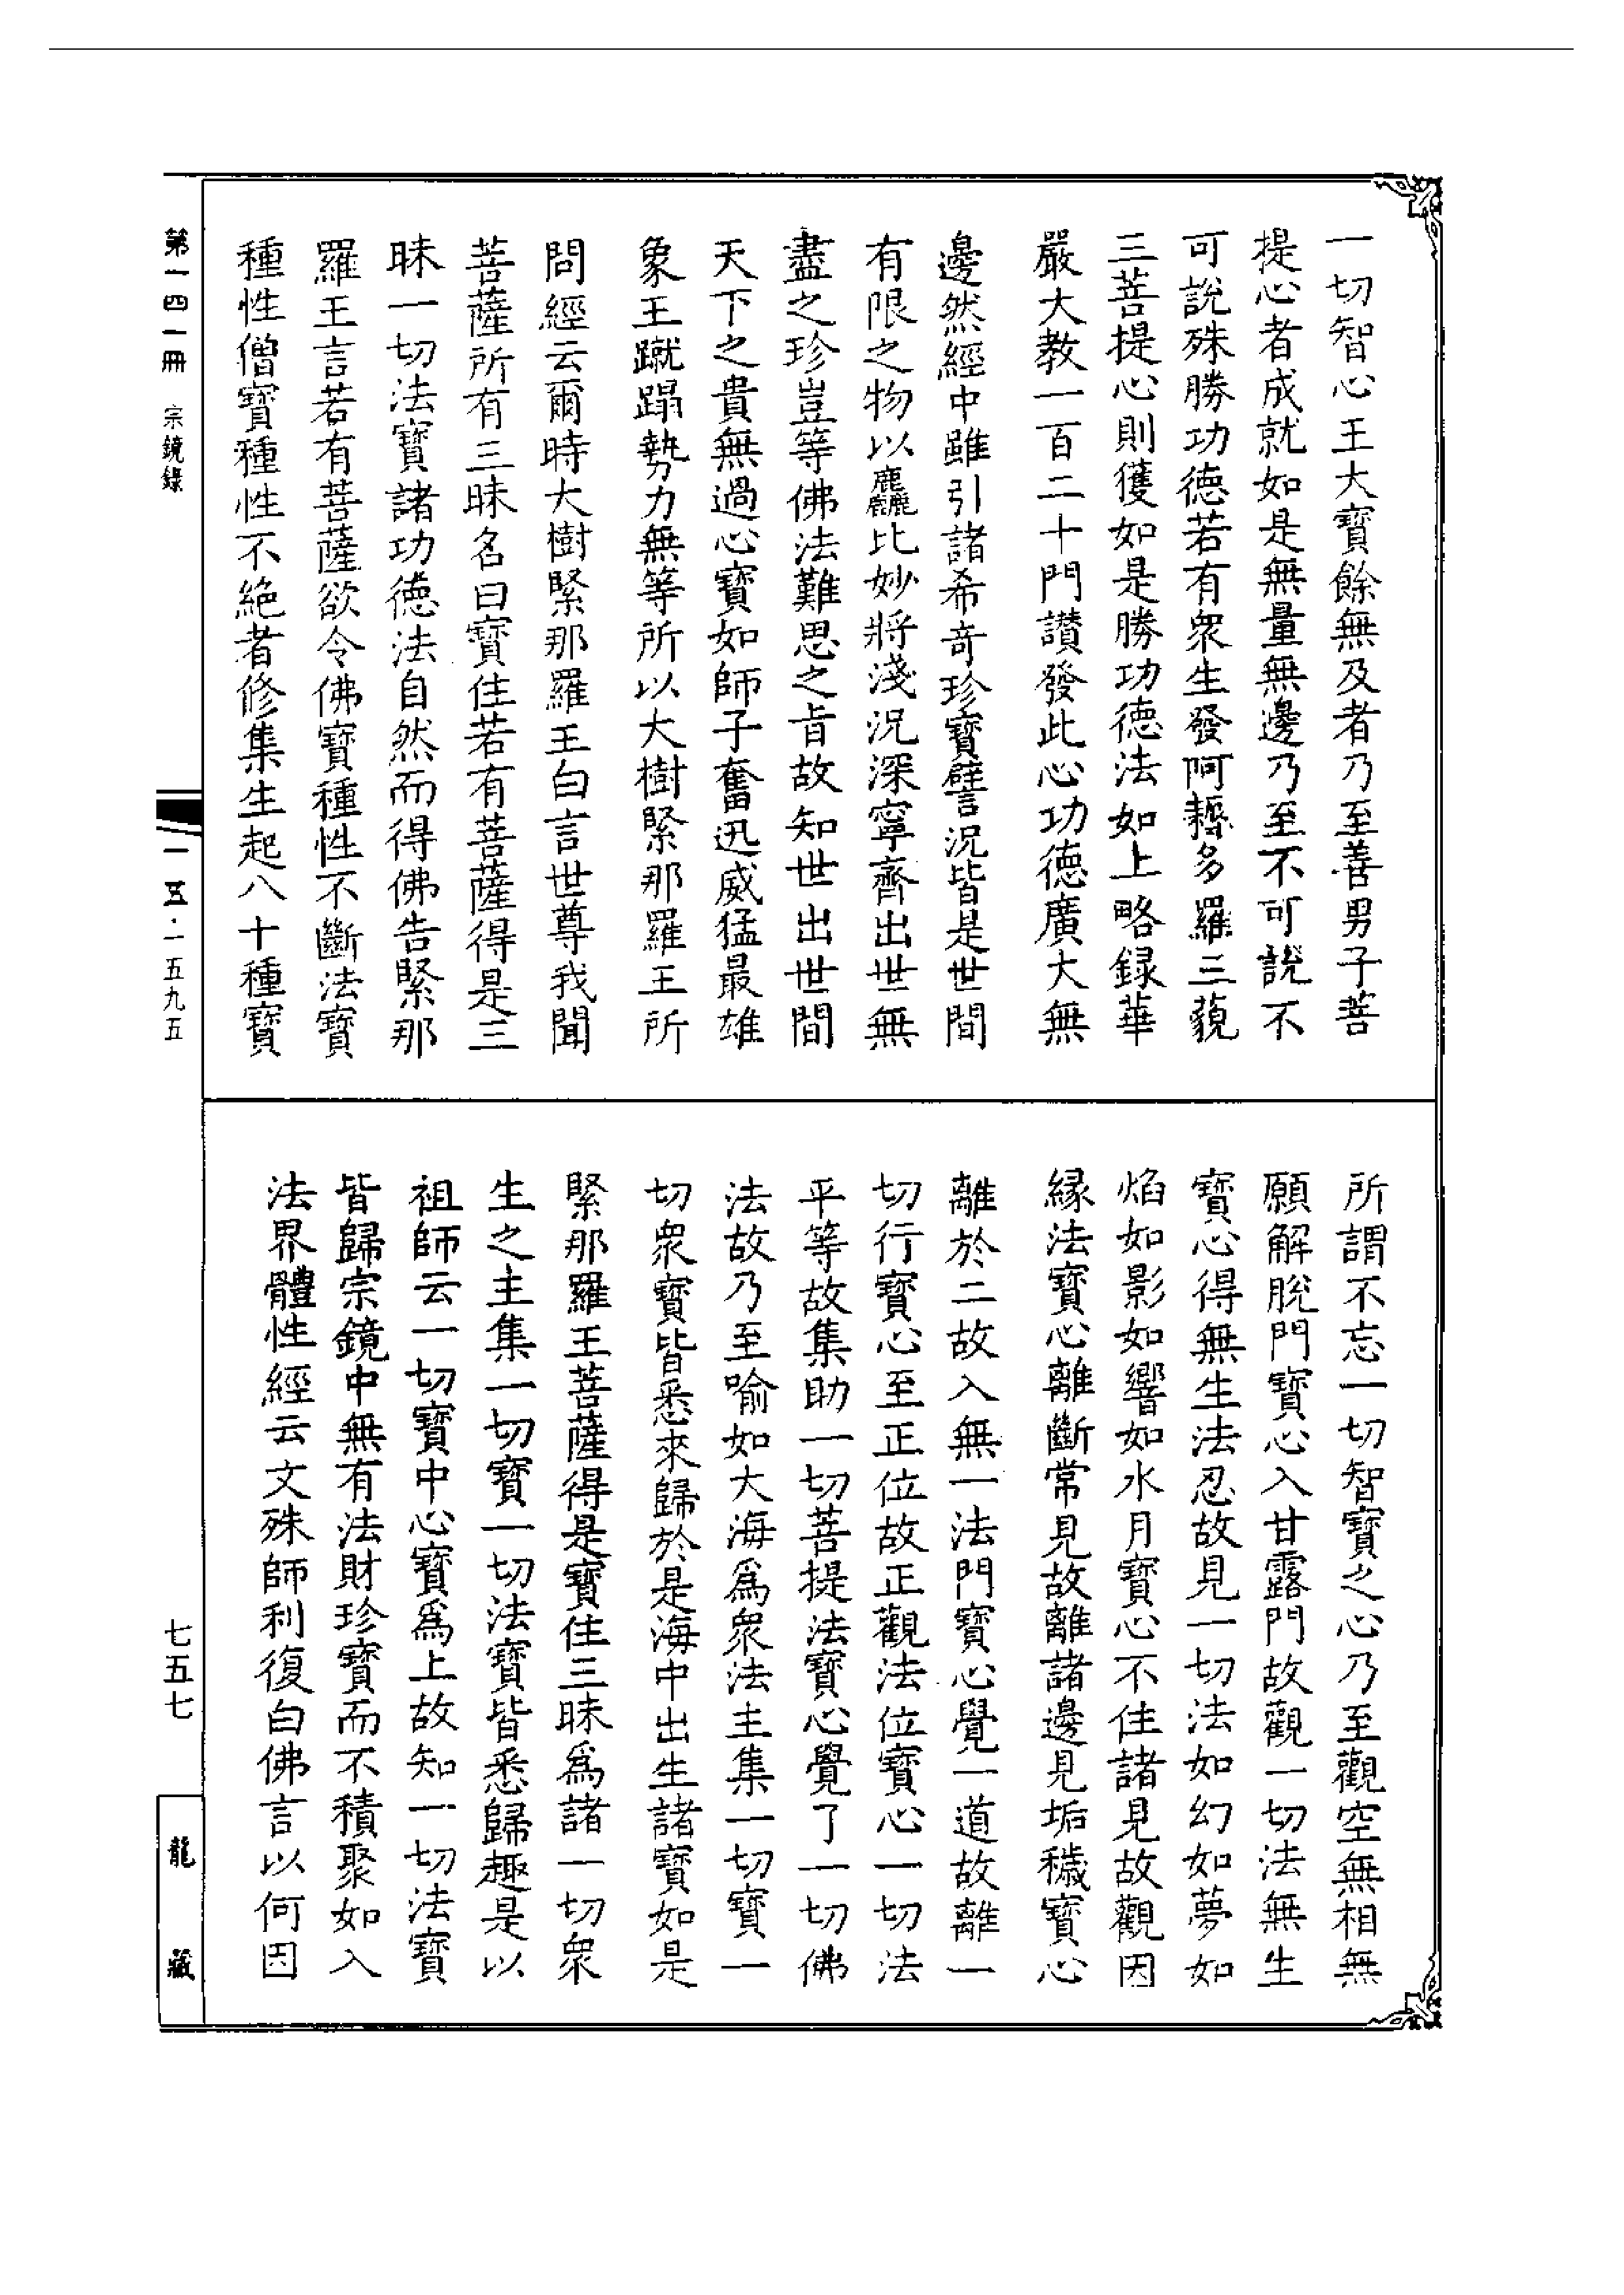 一切智心王大寶餘無及者乃至善男子菩
提心者成就如是無量無邊乃至不可說不
可說殊勝功德若有衆生發阿耨多羅三藐
三菩提心則獲如是勝功德法如上略録華
嚴大教一百二十門讃發此心功德廣大無
邊然經中雖引諸希奇珍寶譬況皆是世間
有限之物以麤比妙將淺況深寧齊出世無
盡之珍豈等佛法難思之旨故知世出世間
天下之貴無過心寶如師子奮迅威猛最雄
象王蹴蹋勢力無等所以大樹緊那羅王所
問經云爾時大樹緊那羅王白言世尊我聞
菩薩所有三昧名曰寶住若有菩薩得是三
昧一切法寶諸功德法自然而得佛告緊那
羅王言若有菩薩欲令佛寶種性不斷法寶
種性僧寶種性不絶者修集生起八十種寶
所謂不忘一切智寶之心乃至觀空無相無
願解脫門寶心入甘露門故觀一切法無生
寶心得無生法忍故見一切法如幻如夢如
焰如影如響如水月寶心不住諸見故觀因
緣法寶心離斷常見故離諸邊見垢穢寶心
離於二故入無一法門寶心覺一道故離一
切行寶心至正位故正觀法位寶心一切法
平等故集助一切菩提法寶心覺了一切佛
法故乃至喻如大海爲衆法主集一切寶一
切衆寶皆悉來歸於是海中出生諸寶如是
緊那羅王菩薩得是寶住三昧爲諸一切衆
生之主集一切寶一切法寶皆悉歸趣是以
祖師云一切寶中心寶爲上故知一切法寶
皆歸宗鏡中無有法財珍寶而不積聚如入
法界體性經云文殊師利復白佛言以何因
第一四一冊 宗鏡錄
一五·一五九五
七五七
龍藏